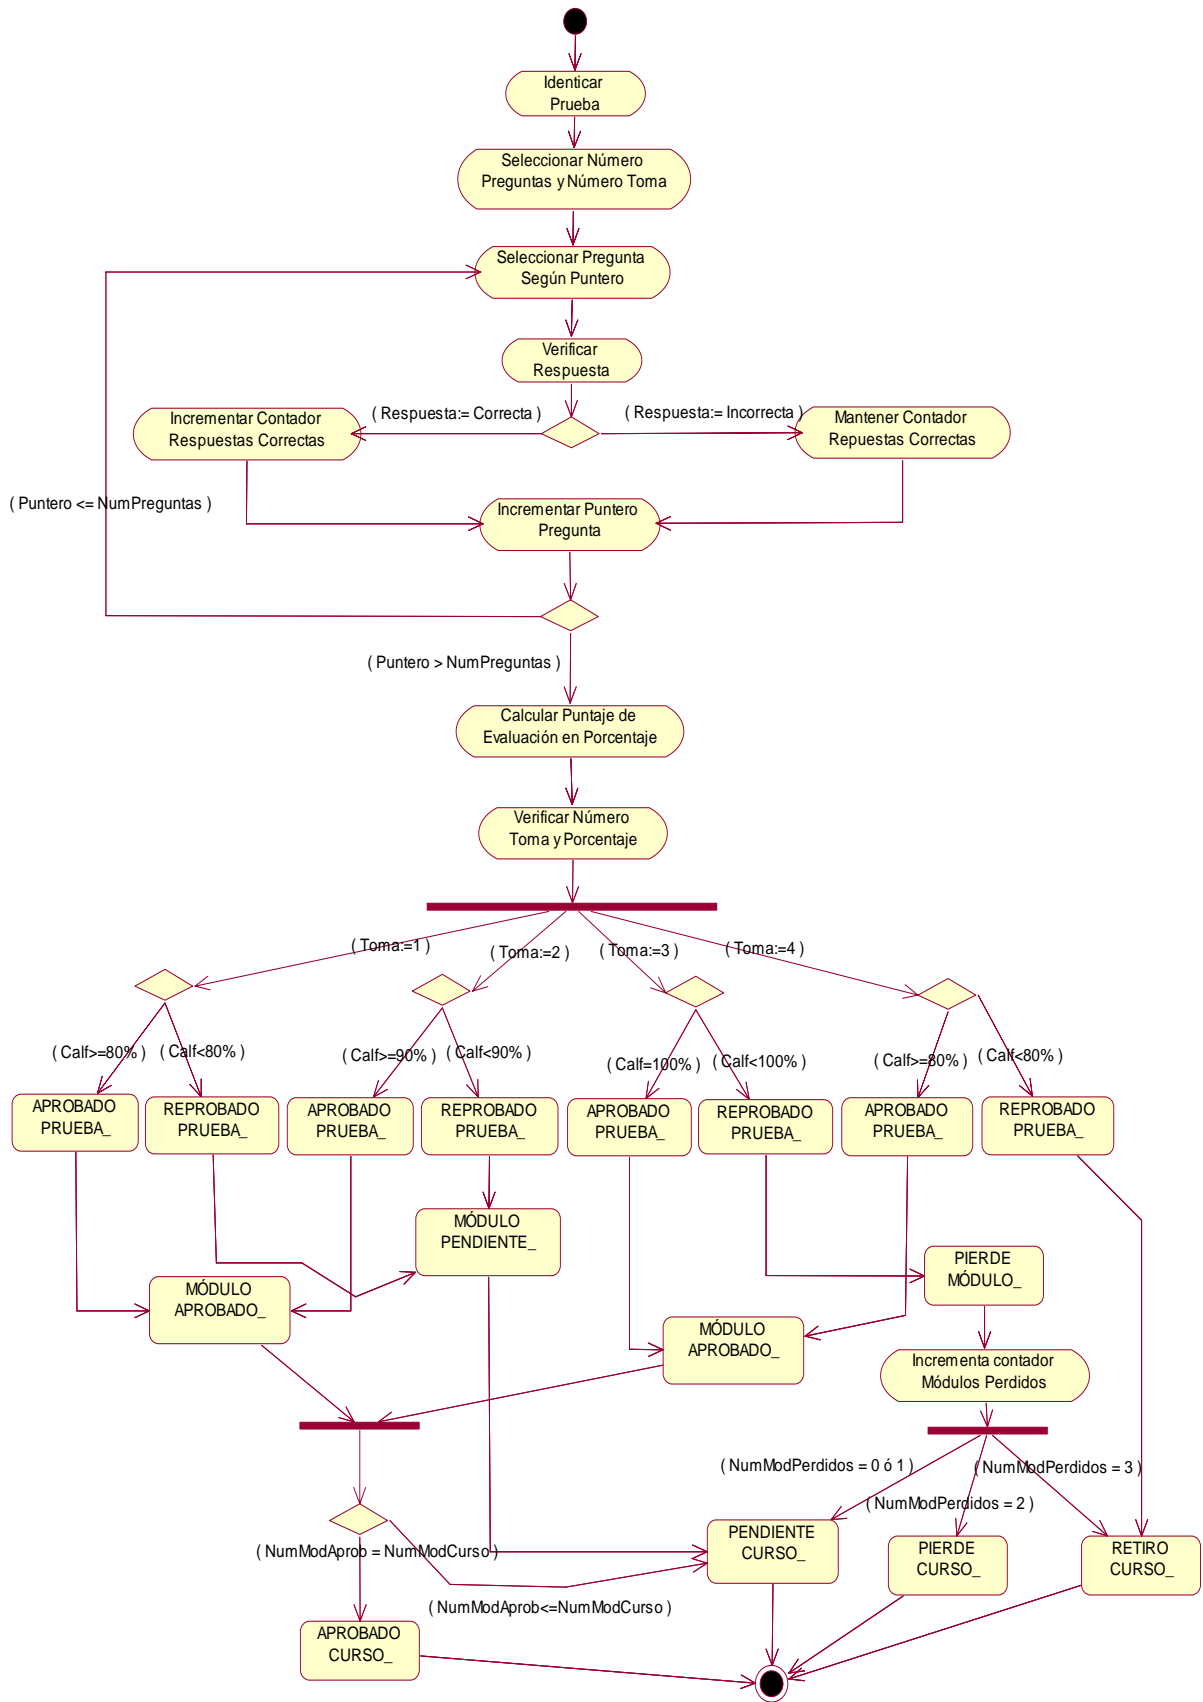 Identicar
Prueba
Seleccionar Número
Preguntas y Número Toma
Seleccionar Pregunta
Según Puntero
Verificar
Respuesta
( Respuesta:= Correcta )
( Respuesta:= Incorrecta )
Incrementar Contador
Respuestas Correctas
Mantener Contador
Repuestas Correctas
( Puntero <= NumPreguntas )
Incrementar Puntero
Pregunta
( Puntero > NumPreguntas )
Calcular Puntaje de
Evaluación en Porcentaje
Verificar Número
Toma y Porcentaje
( Toma:=1 )
( Toma:=2 )
( Toma:=3 )
( Toma:=4 )
( Calf>=80% )
( Calf<80% )
( Calf>=90% )
( Calf<90% )
( Calf=100% )
( Calf<100% )
( Calf>=80% )
( Calf<80% )
APROBADO
PRUEBA_
REPROBADO
PRUEBA_
APROBADO
PRUEBA_
REPROBADO
PRUEBA_
APROBADO
PRUEBA_
REPROBADO
PRUEBA_
APROBADO
PRUEBA_
REPROBADO
PRUEBA_
MÓDULO
PENDIENTE_
PIERDE
MÓDULO_
MÓDULO
APROBADO_
MÓDULO
APROBADO_
Incrementa contador
Módulos Perdidos
( NumModPerdidos = 0 ó 1 )
( NumModPerdidos = 3 )
( NumModPerdidos = 2 )
( NumModAprob = NumModCurso )
PENDIENTE
CURSO_
PIERDE
CURSO_
RETIRO
CURSO_
( NumModAprob<=NumModCurso )
APROBADO
CURSO_